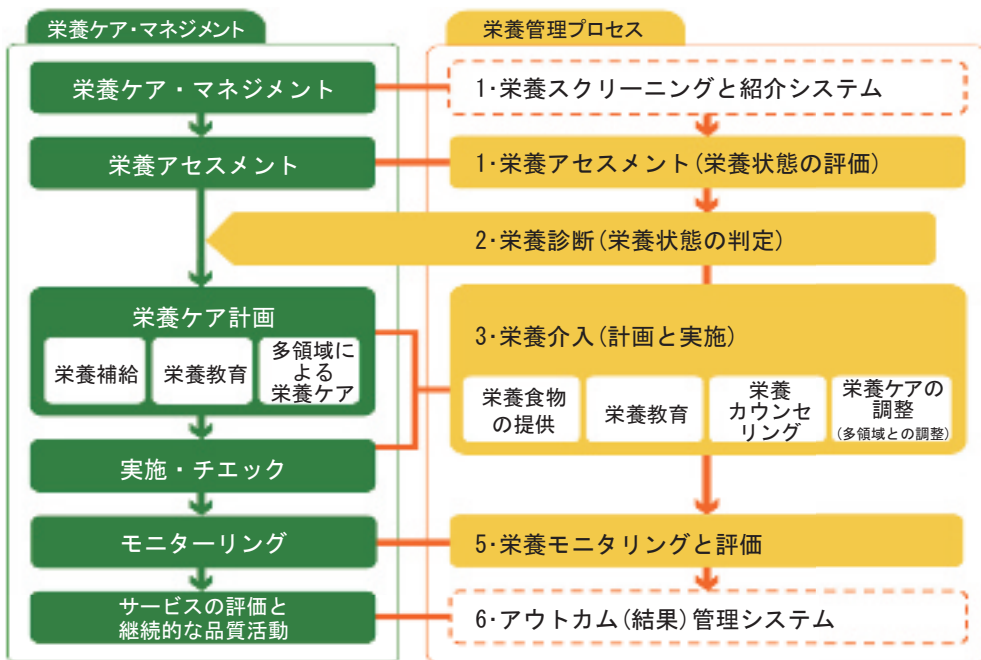 栄養ケア・マネジメント
栄養ケア・マネジメント
栄養アセスメント
栄養ケア計画
栄養補給
栄養教育
多領域に
よる
栄養ケア
実施・チェック
モニターリング
サービスの評価と
継続的な品質活動
栄養管理プロセス
1・栄養スクリーニングと紹介システム
1・栄養アセスメント(栄養状態の評価)
2・栄養診断(栄養状態の判定)
3・栄養介入(計画と実施)
栄養食物
の提供
栄養教育
栄養
カウンセ
リング
栄養ケアの
調整
(多領域との調整)
5・栄養モニタリングと評価
6・アウトカム(結果)管理システム